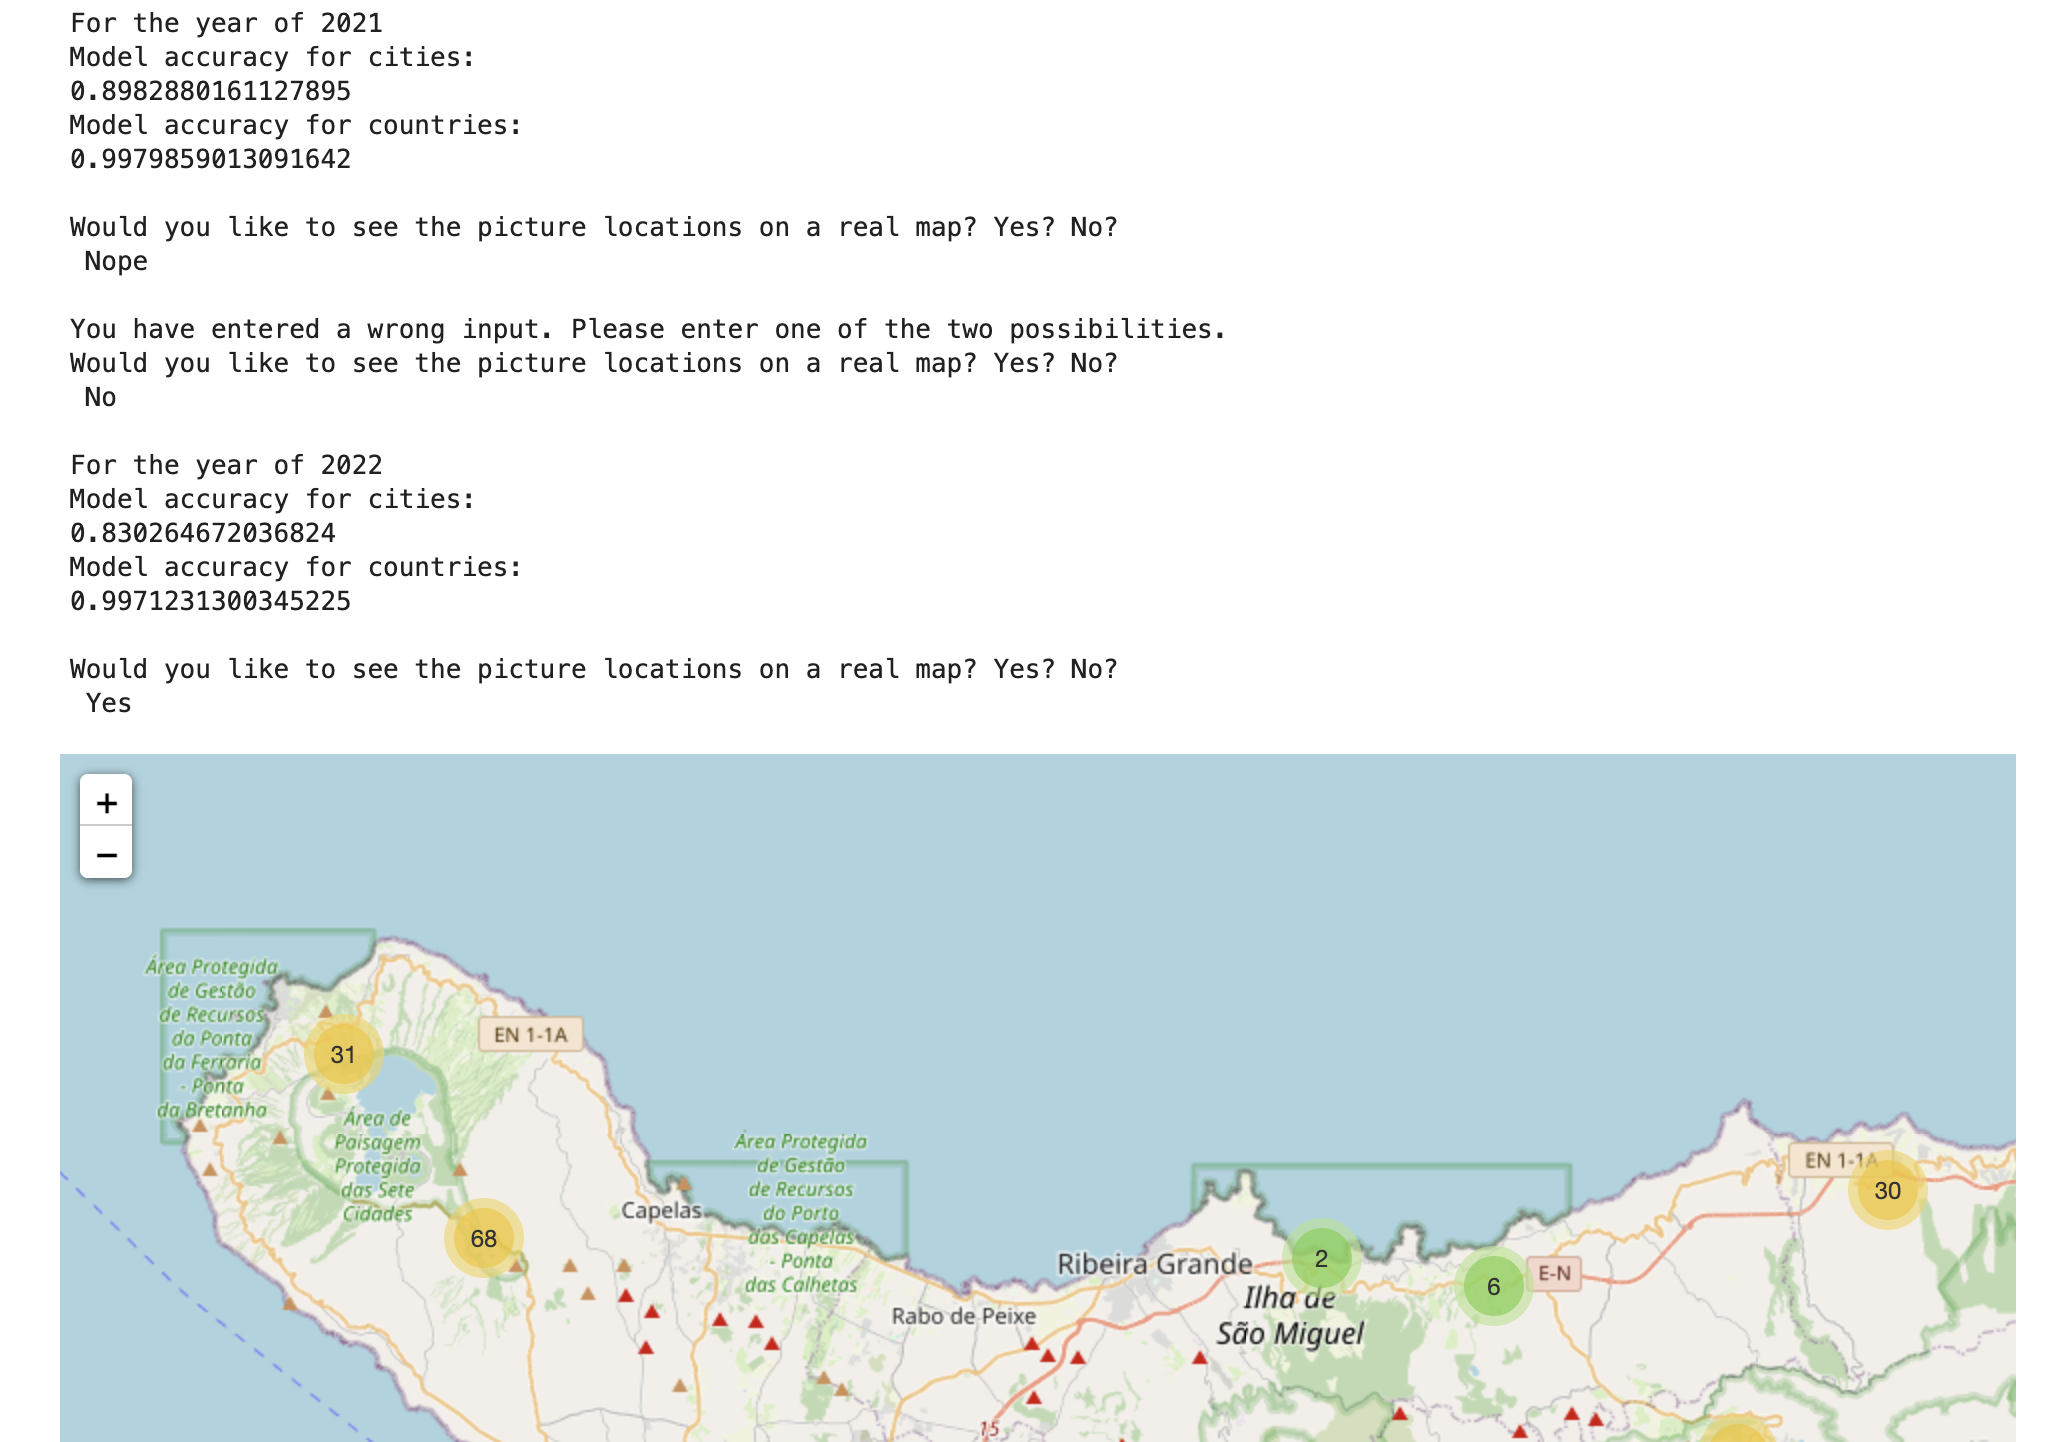 For the year of 2021
Model accuracy for cities:
0.8982880161127895
Model accuracy for countries:
0.9979859013091642
Would you like to see the picture locations on a real map? Yes? No?
Nope
You have entered a wrong input. Please enter one of the two possibilities.
Would you like to see the picture locations on a real map? Yes? No?
No
For the year of 2022
Model accuracy for cities:
0.830264672036824
Model accuracy for countries:
0.9971231300345225
Would you like to see the picture locations on a real map? Yes? No?
Yes
+
−
Área Protegida
de Gestão
de Recursos
da Ponta
da Ferraria
- Ponta
da Bretanha
31
EN 1-1A
Área de
Paisagem
Protegida
das Sete
Cidades
68
Capelas
Área Protegida
de Gestão
de Recursos
do Porto
das Capelas
- Ponta
das Calhetas
Rabo de Peixe
Ribeira Grande
2
Ilha de
São Miguel
6
E-N
EN 1-1A
30
15